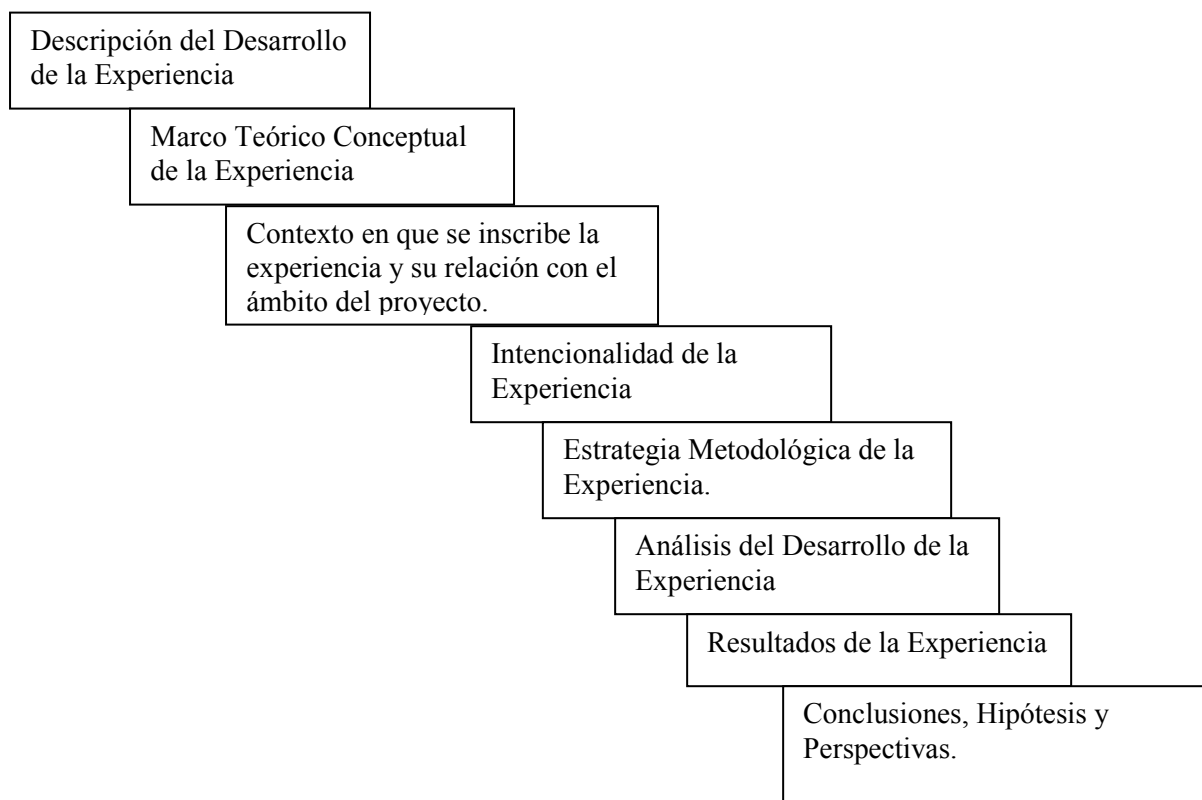 Descripción del Desarrollo
de la Experiencia
Marco Teórico Conceptual
de la Experiencia
Contexto en que se inscribe la
experiencia y su relación con el
ámbito del proyecto.
Intencionalidad de la
Experiencia
Estrategia Metodológica de la
Experiencia.
Análisis del Desarrollo de la
Experiencia
Resultados de la Experiencia
Conclusiones, Hipótesis y
Perspectivas.